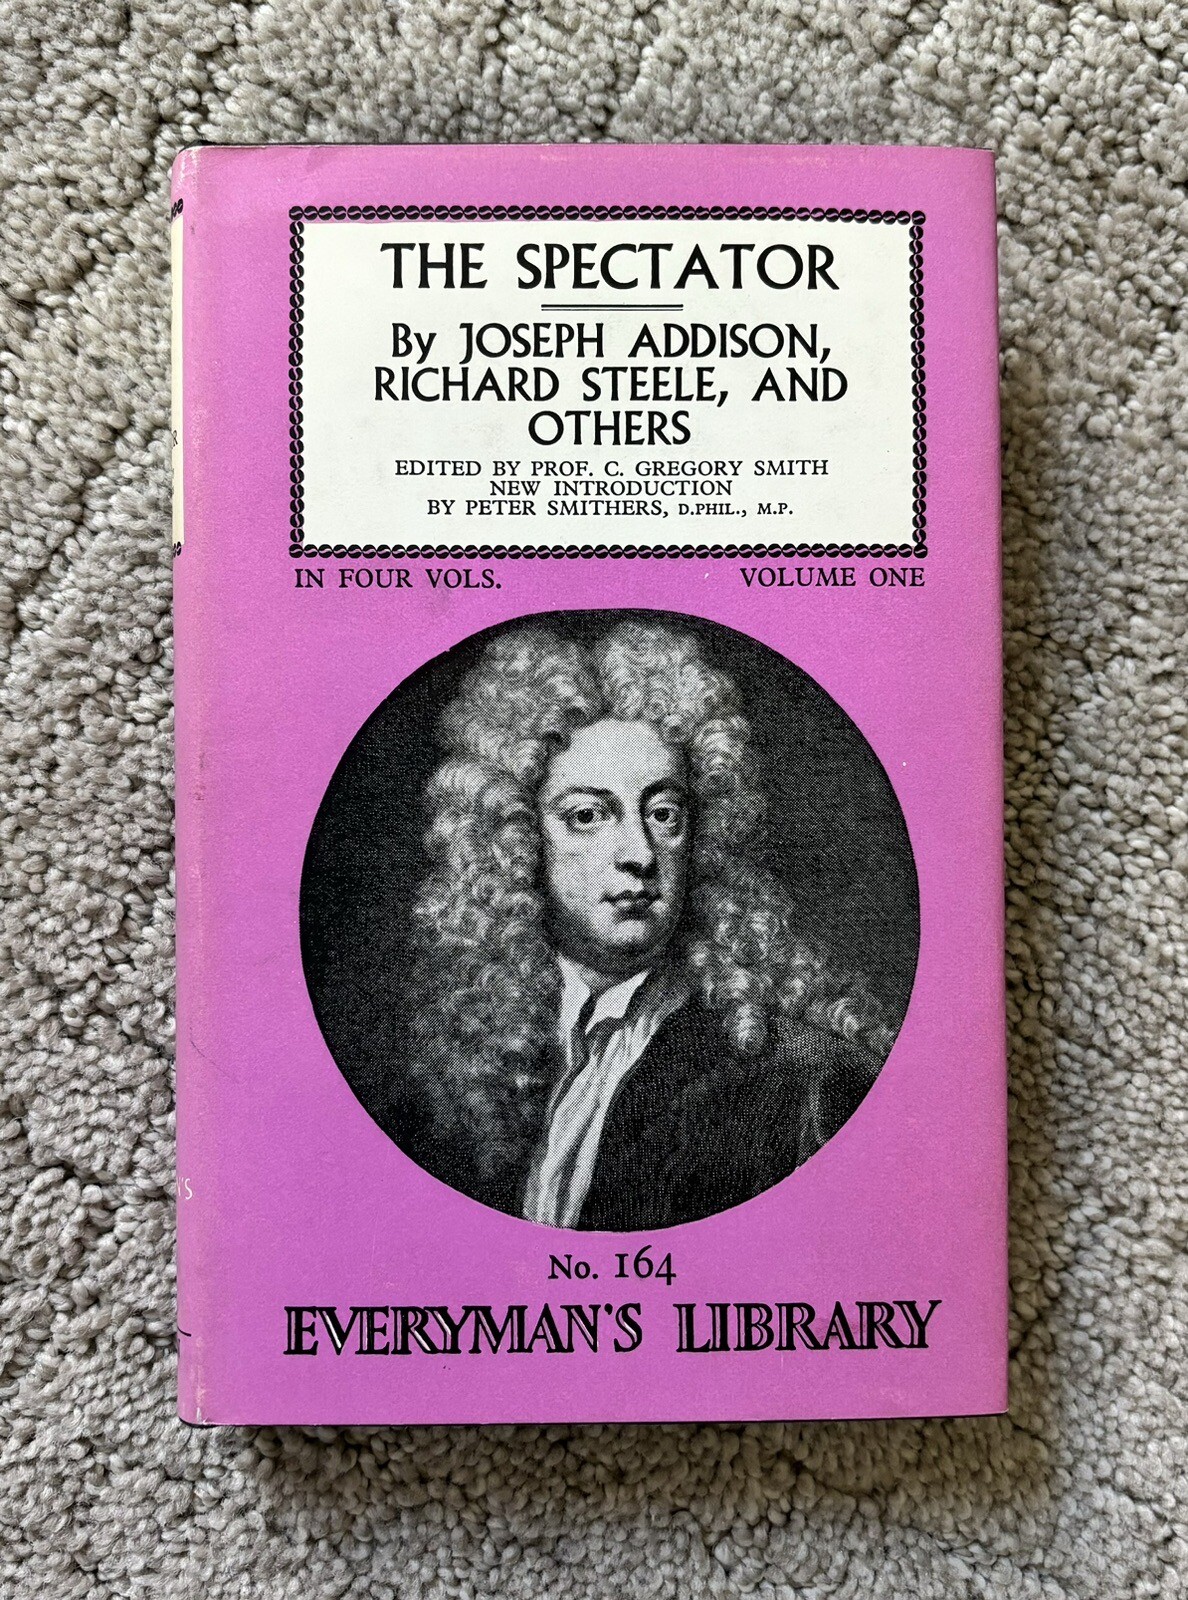 THE SPECTATOR
By JOSEPH ADDISON,
RICHARD STEELE, AND
OTHERS
EDITED BY PROF. C. GREGORY SMITH
NEW INTRODUCTION
BY PETER SMITHERS, D.PHIL., M.P.
IN FOUR VOLS. VOLUME ONE
No. 164
EVERYMAN'S LIBRARY